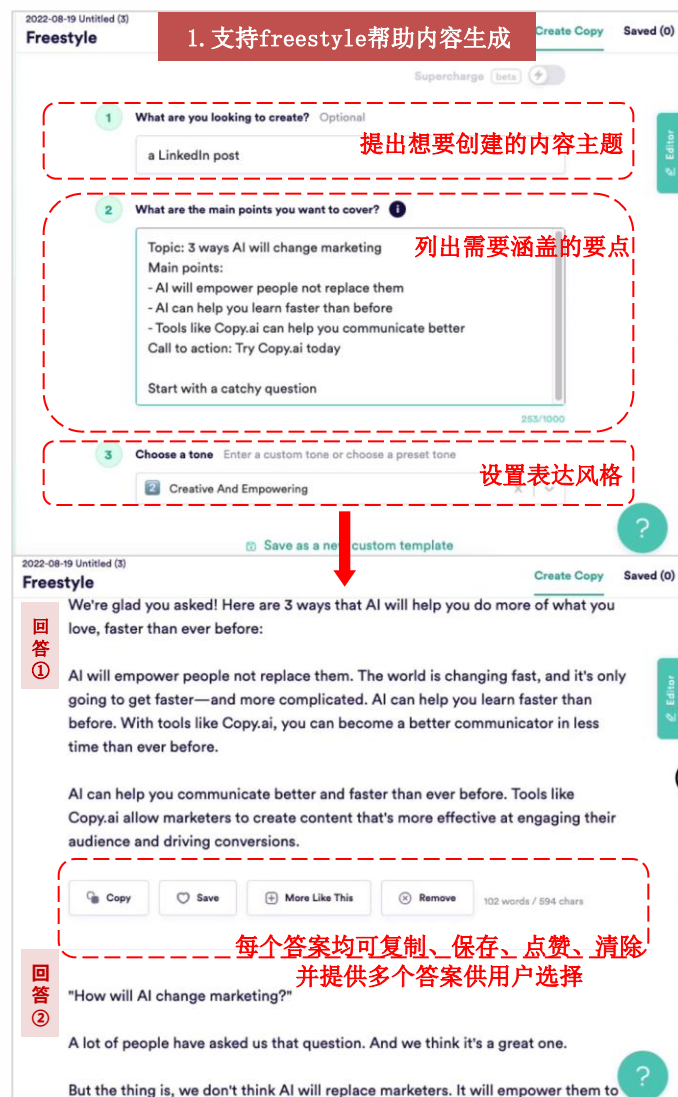 2022-08-19 Untitled (3)
Freestyle
1.支持freestyle帮助内容生成
Create Copy Saved (0)
Supercharge beta
1 What are you looking to create? Optional
提出想要创建的内容主题
a LinkedIn post
Editor
2 What are the main points you want to cover? i
列出需要涵盖的要点
Topic: 3 ways AI will change marketing
Main points:
- AI will empower people not replace them
- AI can help you learn faster than before
- Tools like Copy.ai can help you communicate better
Call to action: Try Copy.ai today
Start with a catchy question
253/1000
3 Choose a tone Enter a custom tone or choose a preset tone
设置表达风格
2 Creative And Empowering
?
Save as a new custom template
2022-08-19 Untitled (3)
Freestyle
Create Copy Saved (0)
回答①
We're glad you asked! Here are 3 ways that AI will help you do more of what you
love, faster than ever before:
Editor
AI will empower people not replace them. The world is changing fast, and it's only
going to get faster—and more complicated. AI can help you learn faster than
before. With tools like Copy.ai, you can become a better communicator in less
time than ever before.
AI can help you communicate better and faster than ever before. Tools like
Copy.ai allow marketers to create content that's more effective at engaging their
audience and driving conversions.
Copy Save More Like This Remove 102 words / 594 chars
每个答案均可复制、保存、点赞、清除
并提供多个答案供用户选择
回答②
"How will AI change marketing?"
A lot of people have asked us that question. And we think it's a great one.
?
But the thing is, we don't think AI will replace marketers. It will empower them to